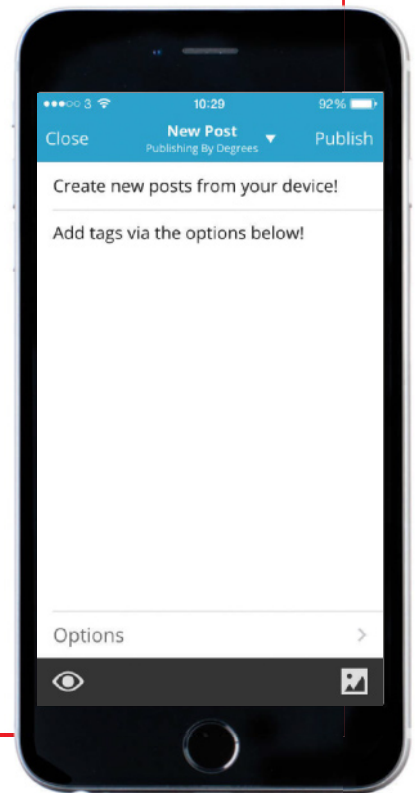 3 10:29 92%
Close New Post Publish
Publishing By Degrees
Create new posts from your device!
Add tags via the options below!
Options